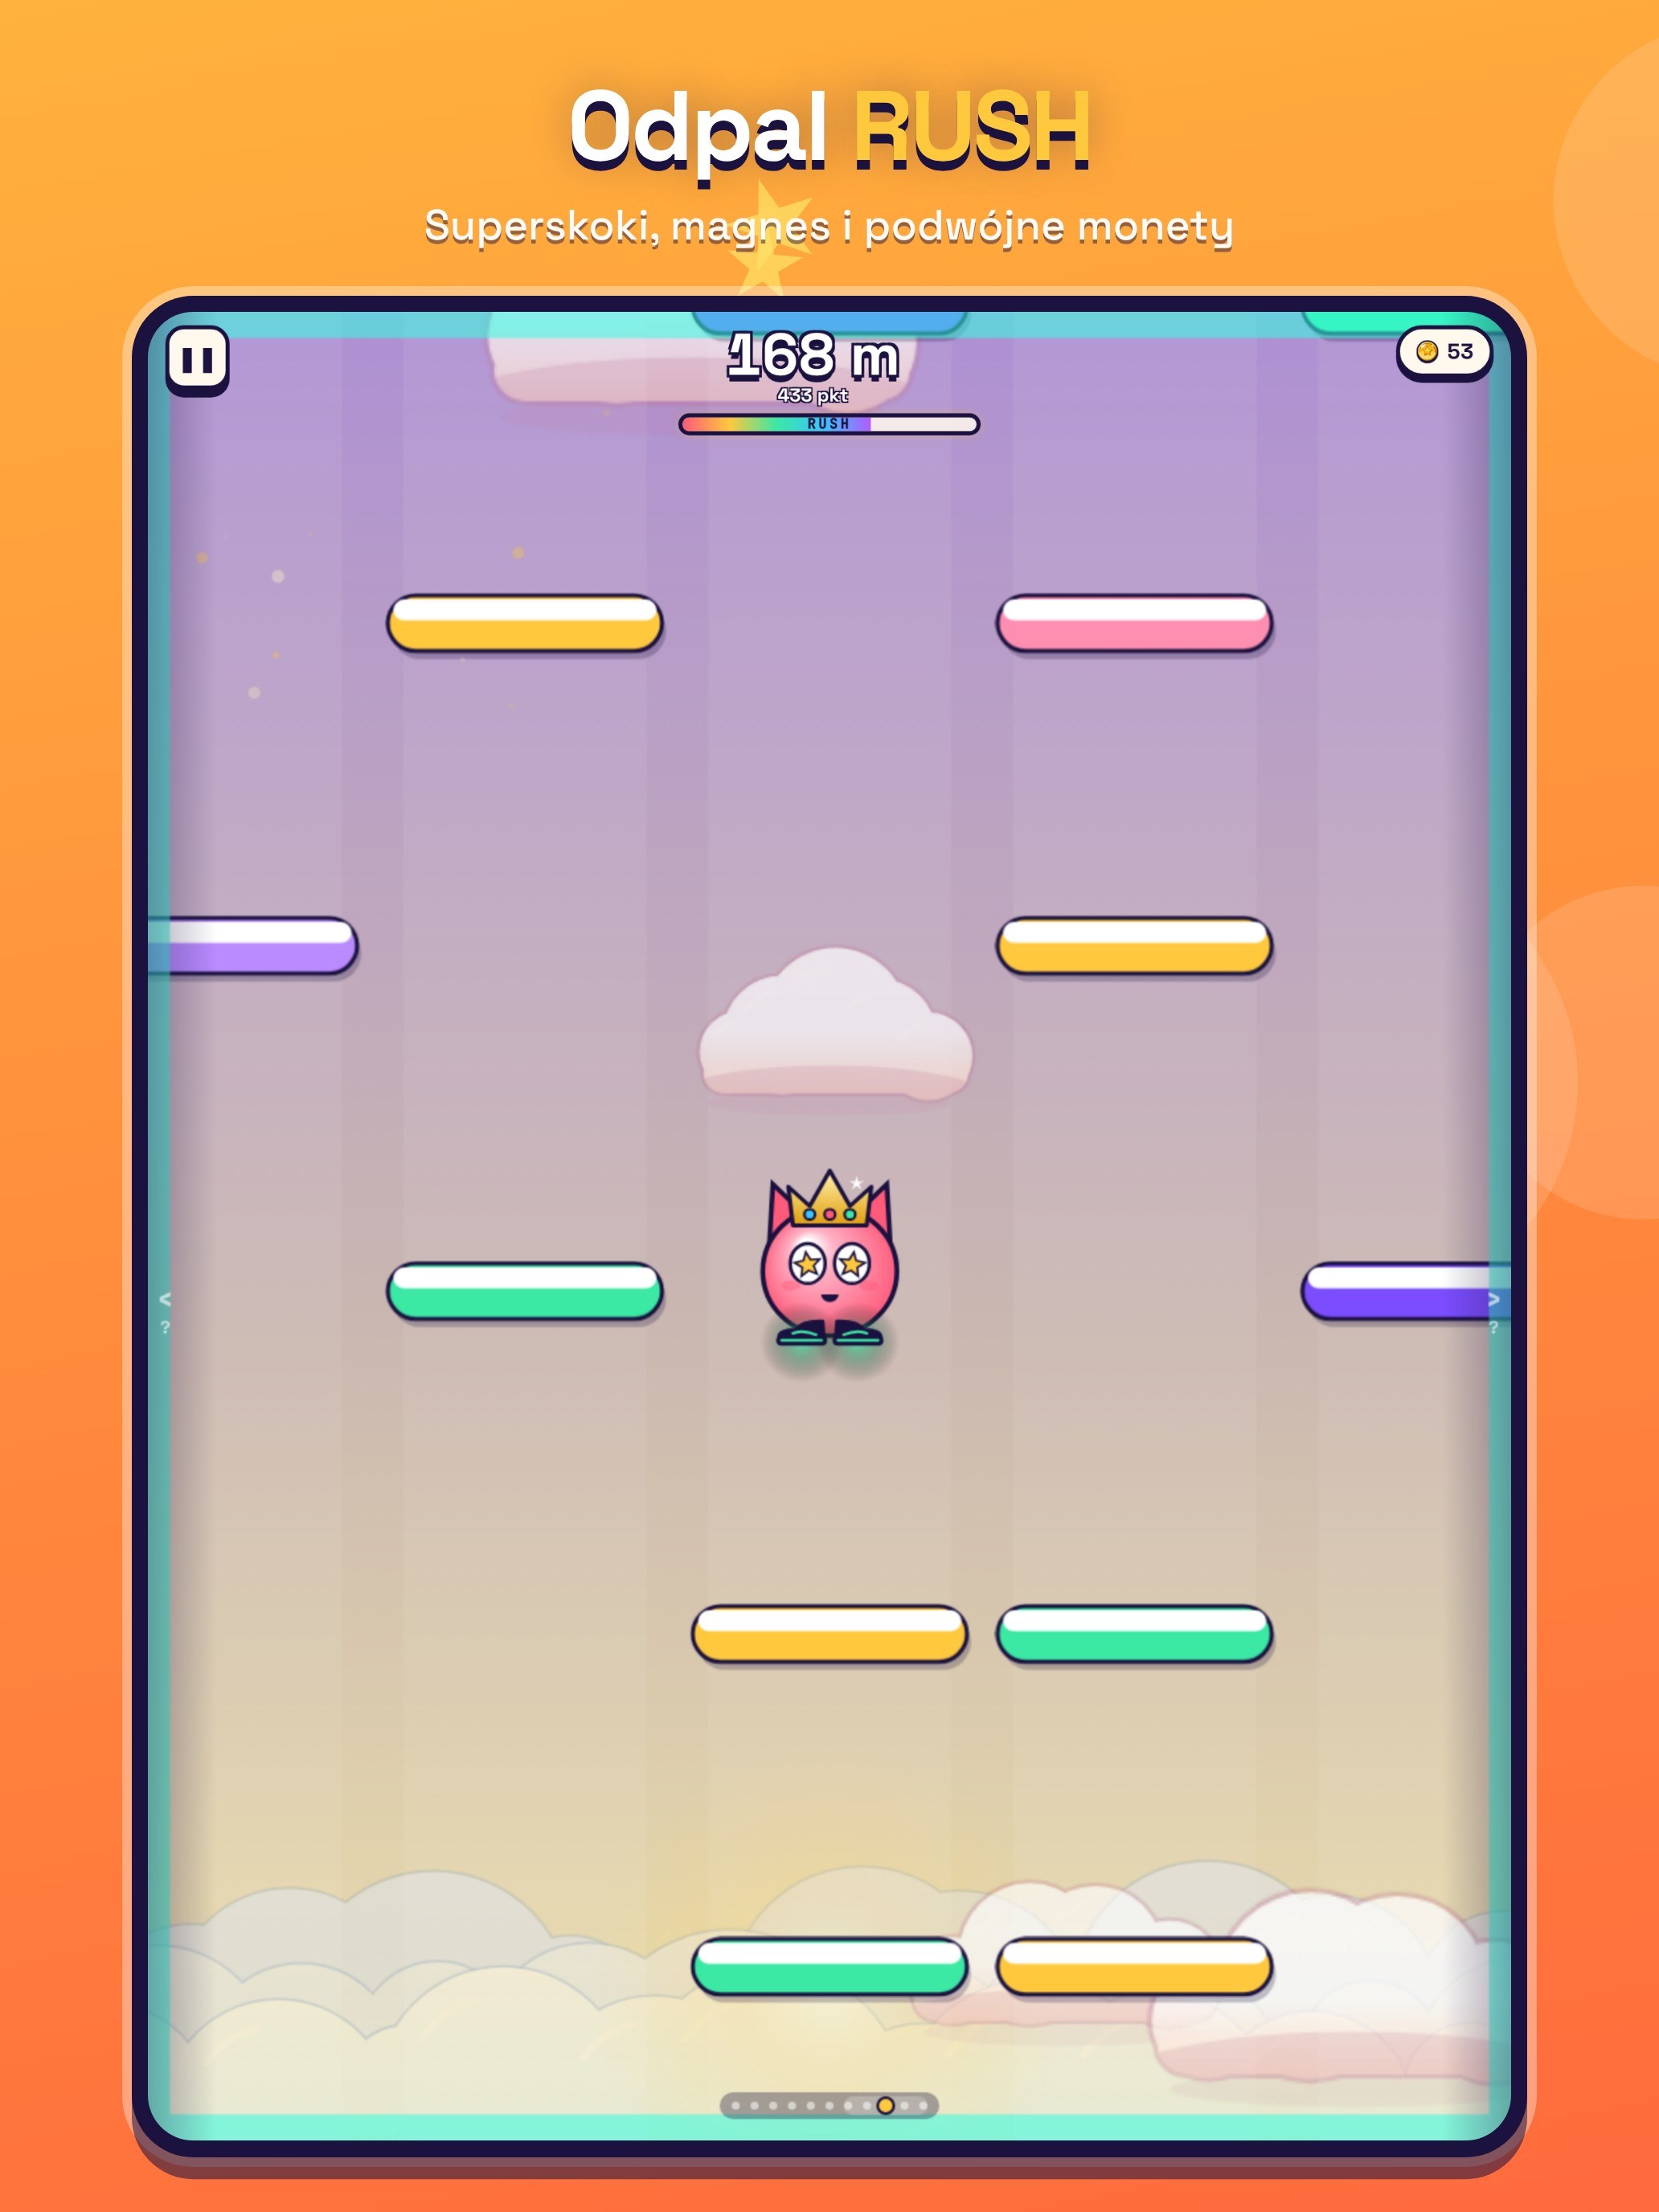 Odpal RUSH
Superskoki, magnes i podwójne monety
168 m
53
433 pkt
RUSH
< >
? ?